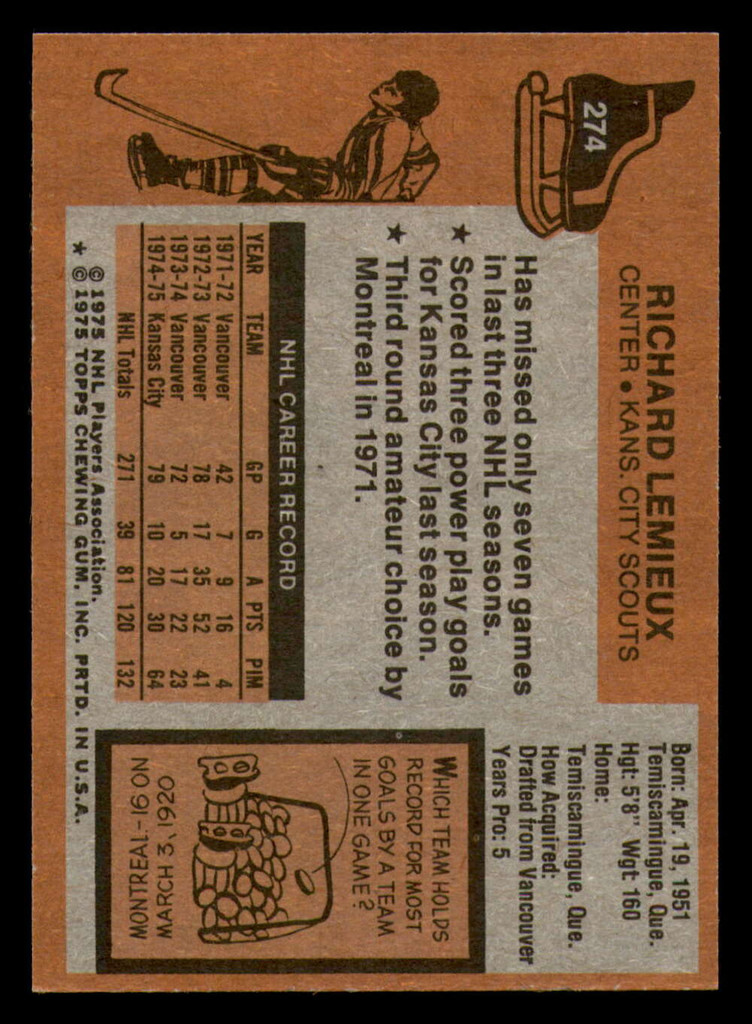 274
RICHARD LEMIEUX
CENTER • KANS. CITY SCOUTS
Has missed only seven games
in last three NHL seasons.
★ Scored three power play goals
for Kansas City last season.
★ Third round amateur choice by
Montreal in 1971.
NHL CAREER RECORD
YEAR TEAM GP G A PTS PIM
1971-72 Vancouver 42 7 9 16 4
1972-73 Vancouver 78 17 35 52 41
1973-74 Vancouver 72 5 17 22 23
1974-75 Kansas City 79 10 20 30 64
NHL Totals 271 39 81 120 132
© 1975 NHL Players Association.
★ © 1975 TOPPS CHEWING GUM, INC. PRTD. IN U.S.A.
Born: Apr. 19, 1951
Temiscamingue, Que.
Hgt: 5'8" Wgt: 160
Home:
Temiscamingue, Que.
How Acquired:
Drafted from Vancouver
Years Pro: 5
WHICH TEAM HOLDS
RECORD FOR MOST
GOALS BY A TEAM
IN ONE GAME?
MONTREAL-16 ON
MARCH 3, 1920